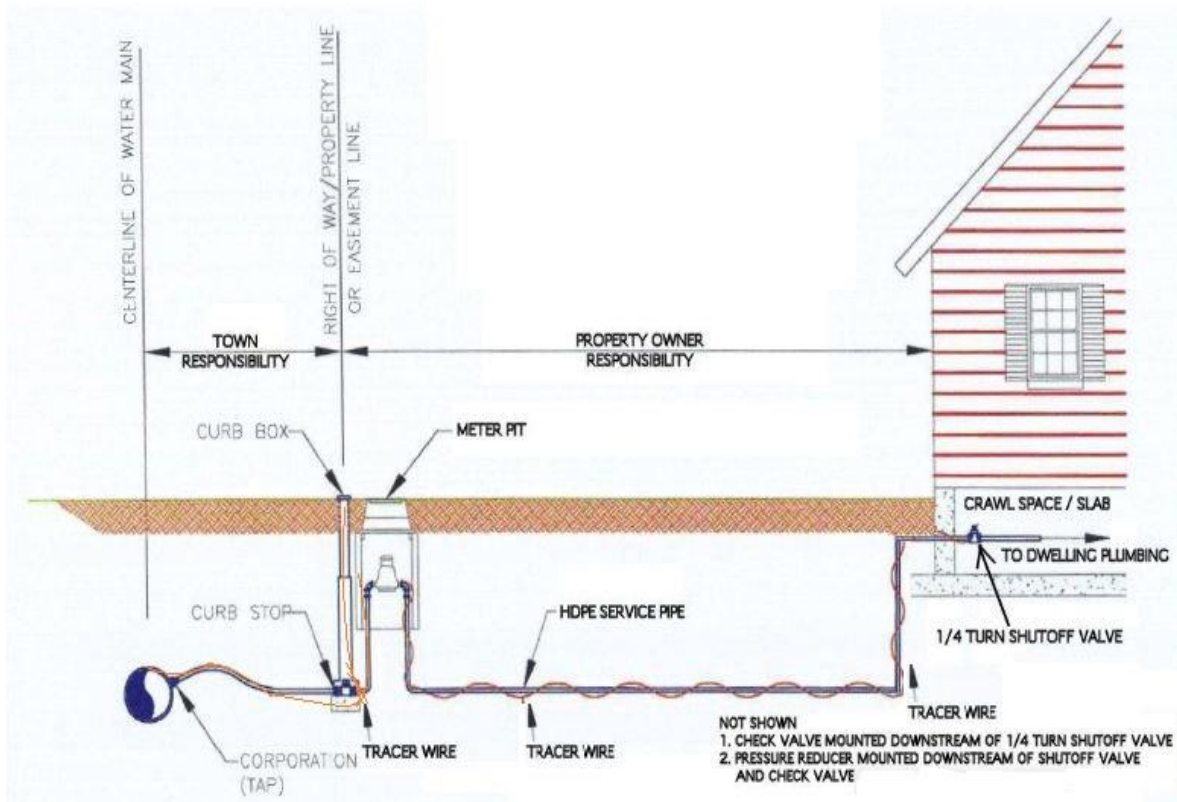 CENTERLINE OF WATER MAIN
RIGHT OF WAY/PROPERTY LINE
OR EASEMENT LINE
TOWN
RESPONSIBILITY
PROPERTY OWNER
RESPONSIBILITY
CURB BOX
METER PIT
CRAWL SPACE / SLAB
TO DWELLING PLUMBING
CURB STOP
HDPE SERVICE PIPE
1/4 TURN SHUTOFF VALVE
TRACER WIRE
TRACER WIRE
TRACER WIRE
CORPORATION
(TAP)
NOT SHOWN
1. CHECK VALVE MOUNTED DOWNSTREAM OF 1/4 TURN SHUTOFF VALVE
2. PRESSURE REDUCER MOUNTED DOWNSTREAM OF SHUTOFF VALVE
AND CHECK VALVE